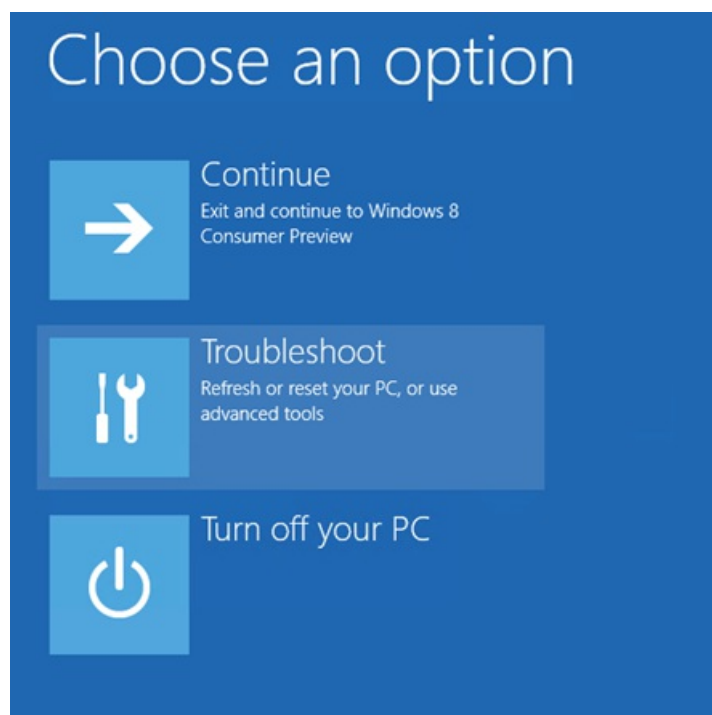 Choose an option
Continue
Exit and continue to Windows 8
Consumer Preview
Troubleshoot
Refresh or reset your PC, or use
advanced tools
Turn off your PC